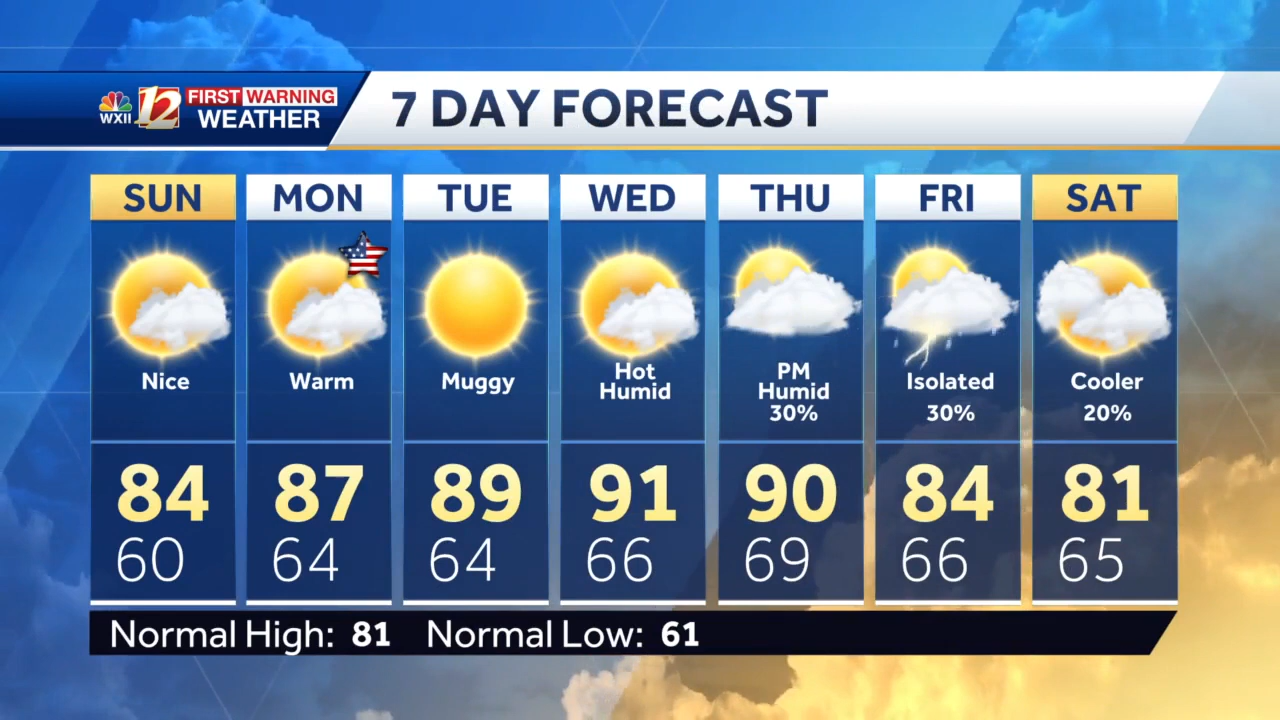 WXII 12 FIRST WARNING WEATHER
7 DAY FORECAST
SUN MON TUE WED THU FRI SAT
Nice
Warm
Muggy
Hot
Humid
PM
Humid
30%
Isolated
30%
Cooler
20%
84 87 89 91 90 84 81
60 64 64 66 69 66 65
Normal High: 81 Normal Low: 61